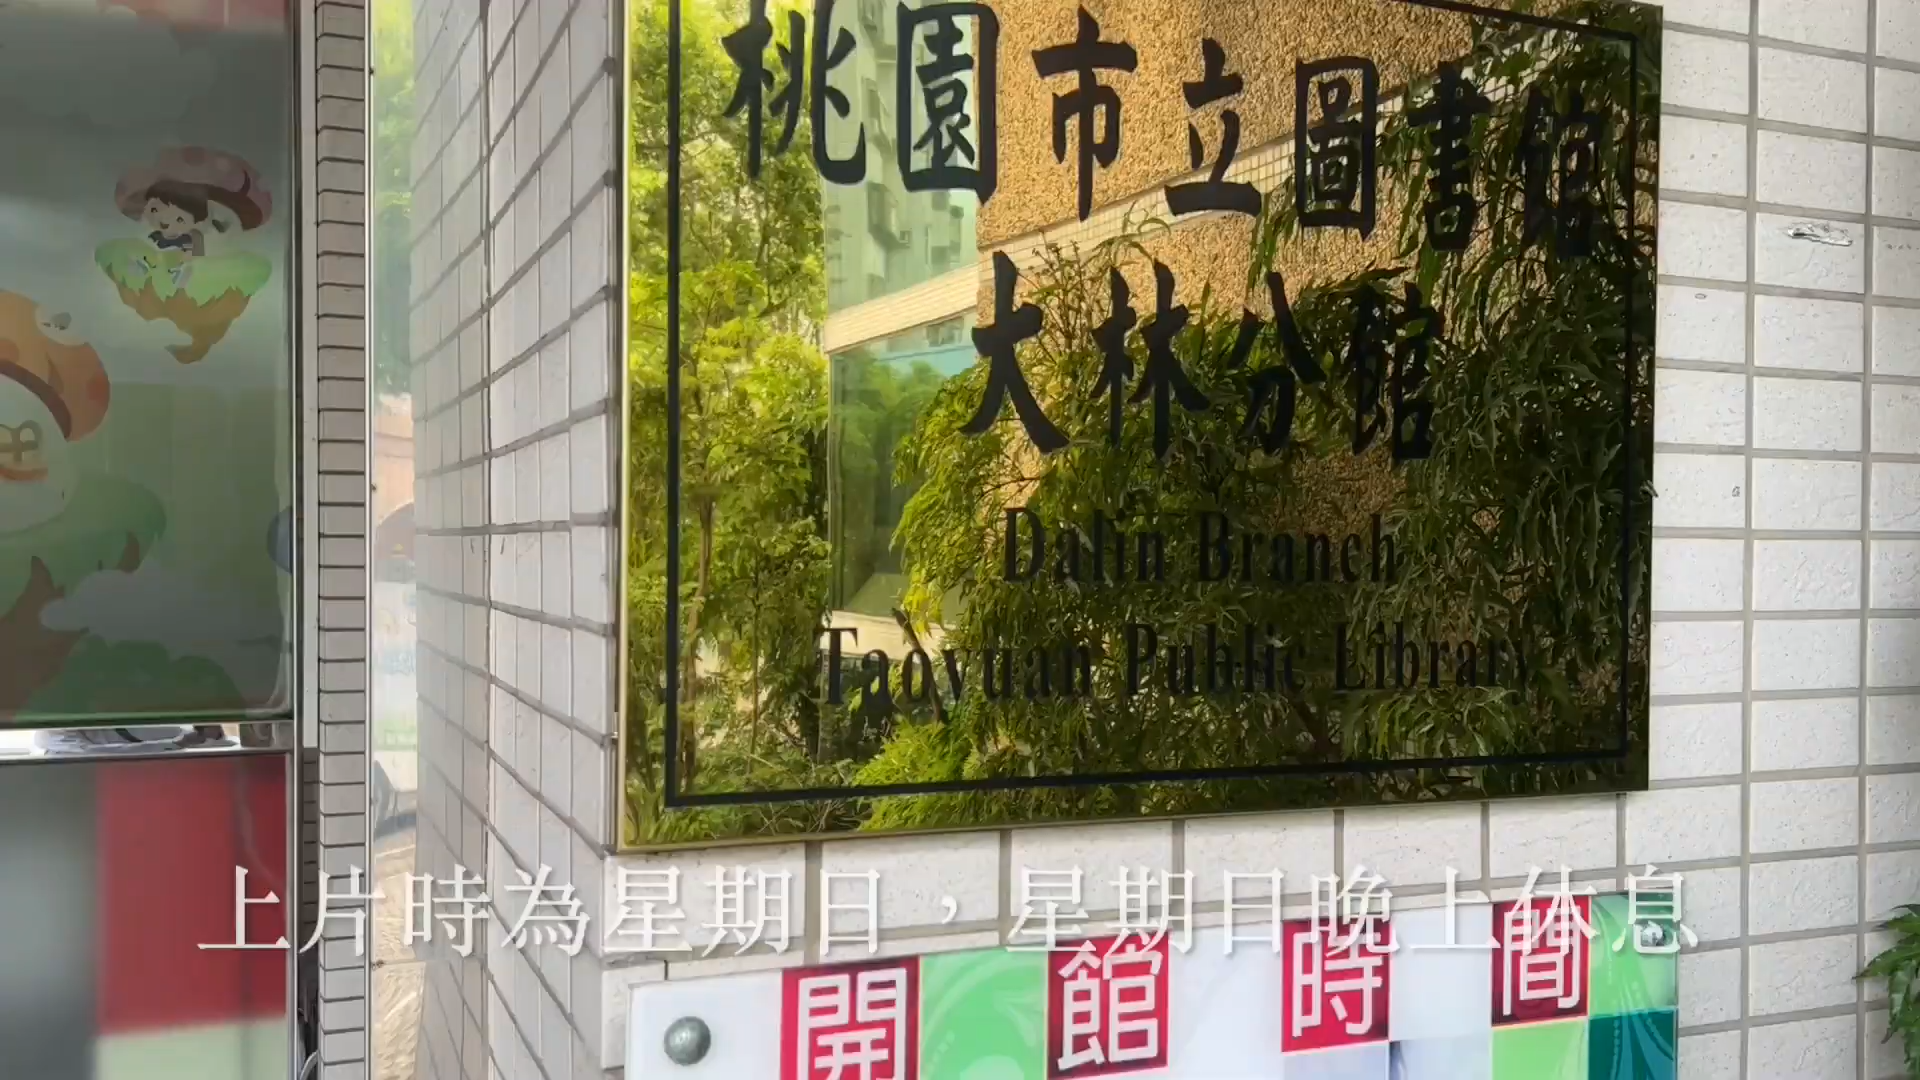 桃園市立圖書館
大林分館
Dalin Branch
Taoyuan Public Library
上片時為星期日，星期日晚上休息
開館時間